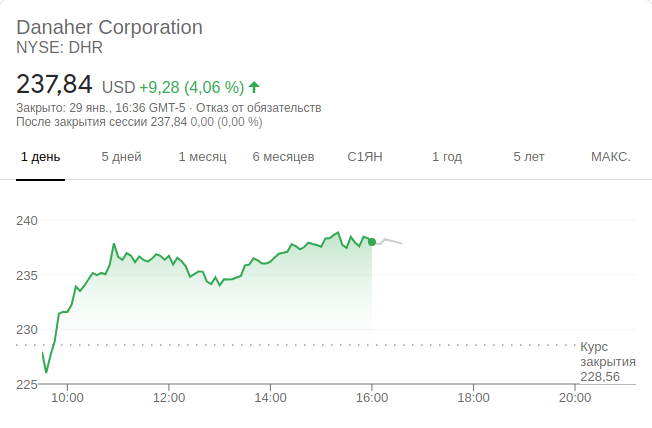 Danaher Corporation
NYSE: DHR
237,84 USD +9,28 (4,06 %)
Закрыто: 29 янв., 16:36 GMT-5 · Отказ от обязательств
После закрытия сессии 237,84 0,00 (0,00 %)
1 день 5 дней 1 месяц 6 месяцев С1ЯН 1 год 5 лет МАКС.
240
235
230
Курс
закрытия
228,56
225
10:00 12:00 14:00 16:00 18:00 20:00